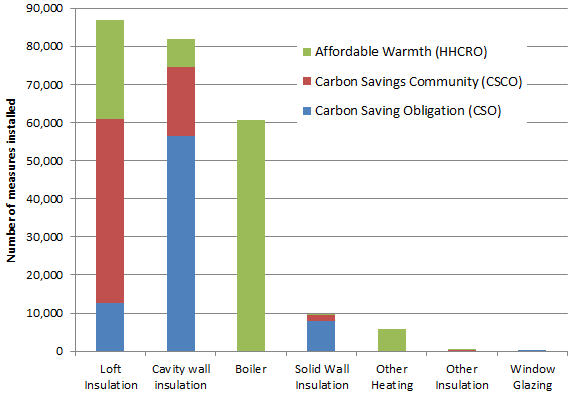 90,000
80,000
70,000
60,000
50,000
40,000
30,000
20,000
10,000
0
Number of measures installed
Affordable Warmth (HHCRO)
Carbon Savings Community (CSCO)
Carbon Saving Obligation (CSO)
Loft
Insulation
Cavity wall
insulation
Boiler
Solid Wall
Insulation
Other
Heating
Other
Insulation
Window
Glazing